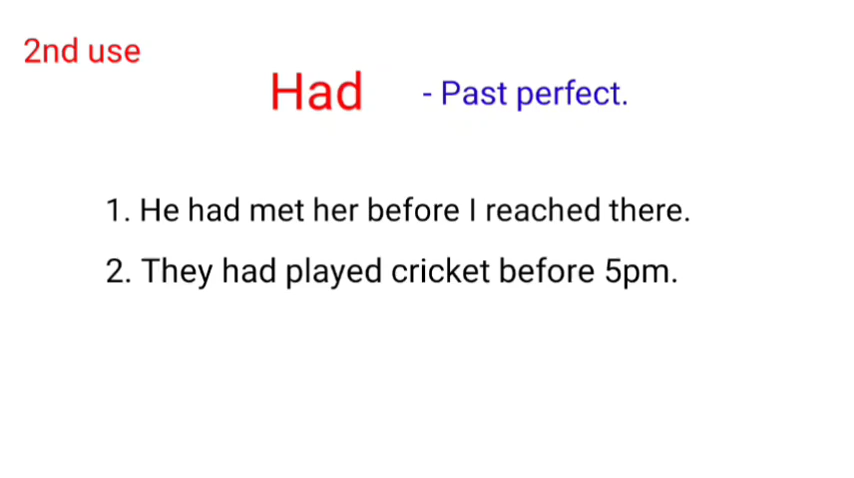 2nd use
Had - Past perfect.
1. He had met her before I reached there.
2. They had played cricket before 5pm.